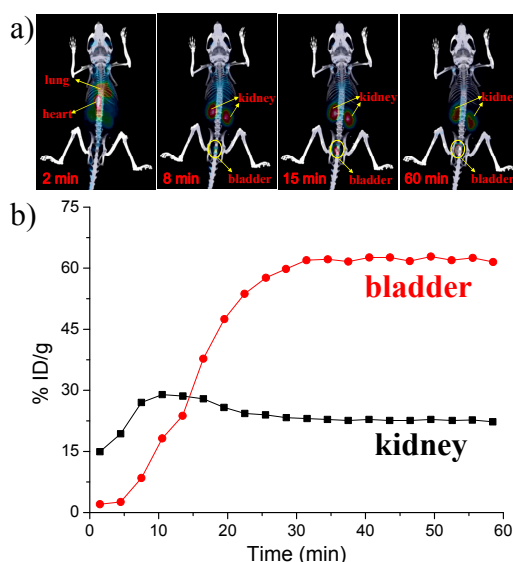 a)
lung
heart
2 min
kidney
bladder
8 min
kidney
bladder
15 min
kidney
bladder
60 min
b)
75
60
45
30
15
0
% ID/g
bladder
kidney
0 10 20 30 40 50 60
Time (min)